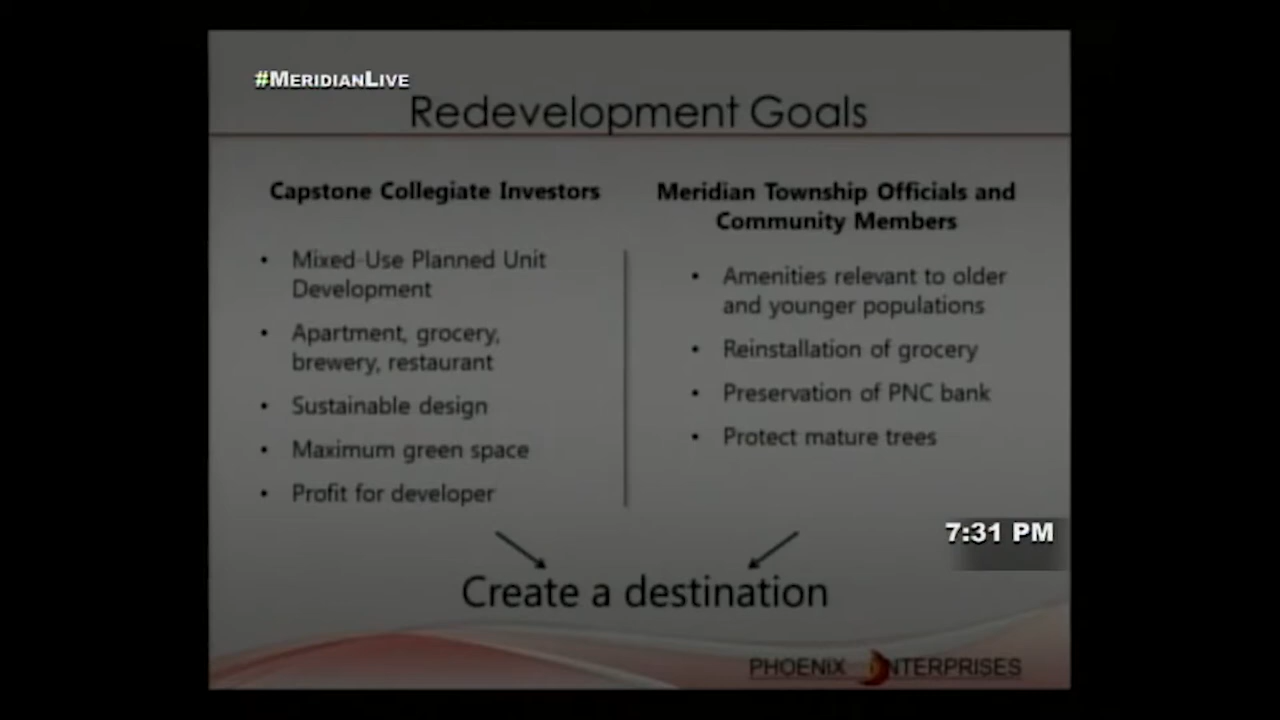 #MERIDIANLIVE
Redevelopment Goals
Capstone Collegiate Investors
• Mixed-Use Planned Unit
Development
• Apartment, grocery,
brewery, restaurant
• Sustainable design
• Maximum green space
• Profit for developer
Meridian Township Officials and
Community Members
• Amenities relevant to older
and younger populations
• Reinstallation of grocery
• Preservation of PNC bank
• Protect mature trees
7:31 PM
Create a destination
PHOENIX ENTERPRISES